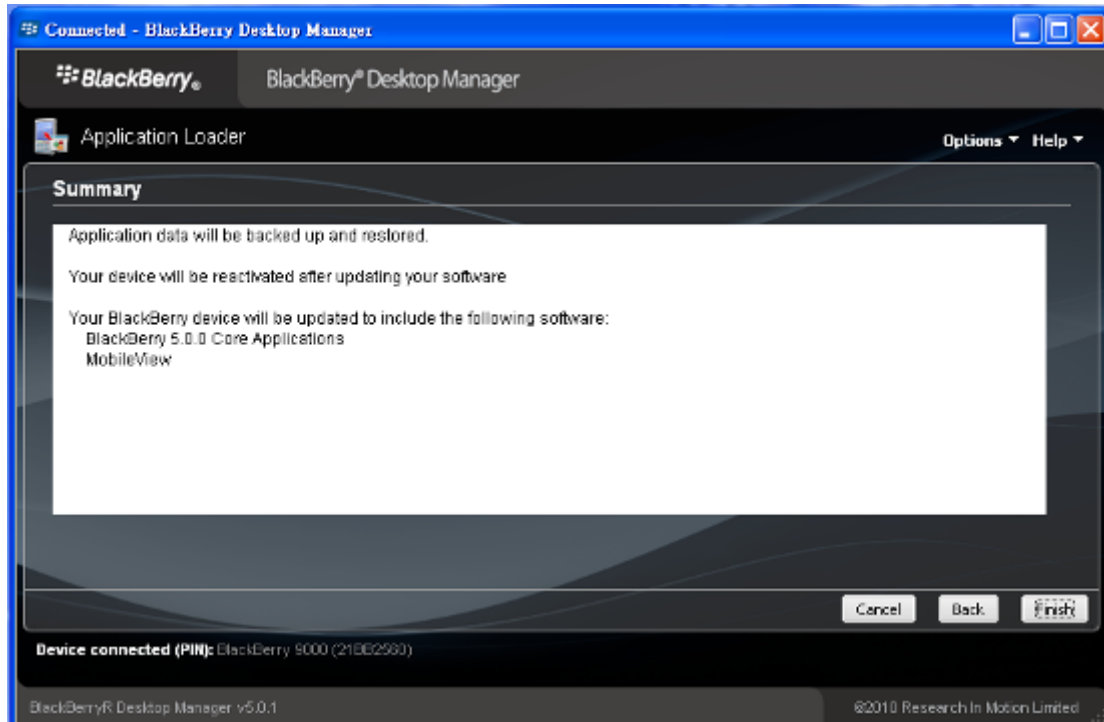 Connected - BlackBerry Desktop Manager
BlackBerry®
BlackBerry® Desktop Manager
Application Loader
Options Help
Summary
Application data will be backed up and restored.
Your device will be reactivated after updating your software
Your BlackBerry device will be updated to include the following software:
BlackBerry 5.0.0 Core Applications
MobileView
Cancel Back Finish
Device connected (PIN): BlackBerry 9000
BlackBerryR Desktop Manager v5.0.1
©2010 Research In Motion Limited